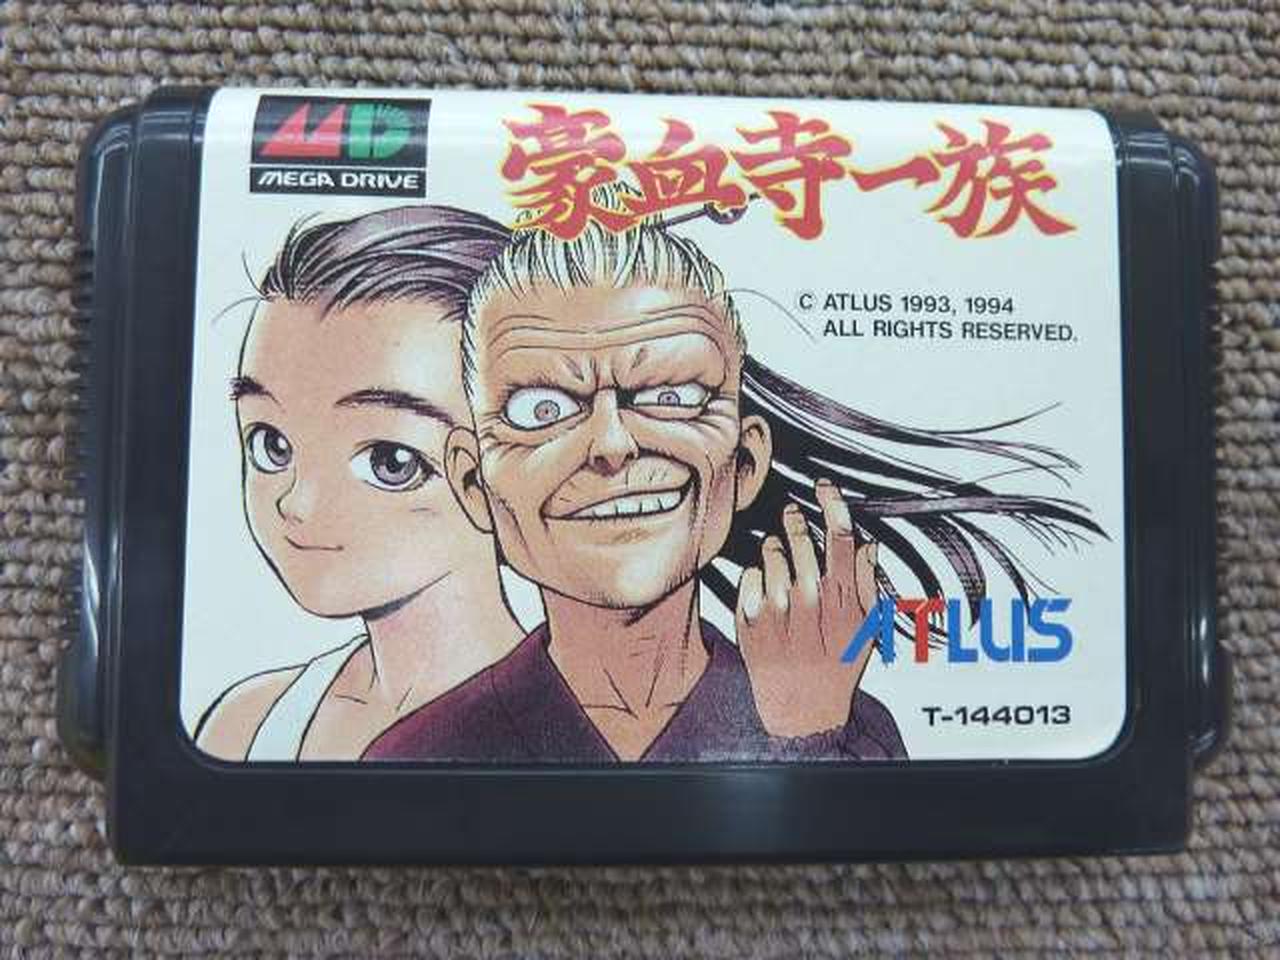 MD
MEGA DRIVE
豪血寺一族
C ATLUS 1993, 1994
ALL RIGHTS RESERVED.
ATLUS
T-144013